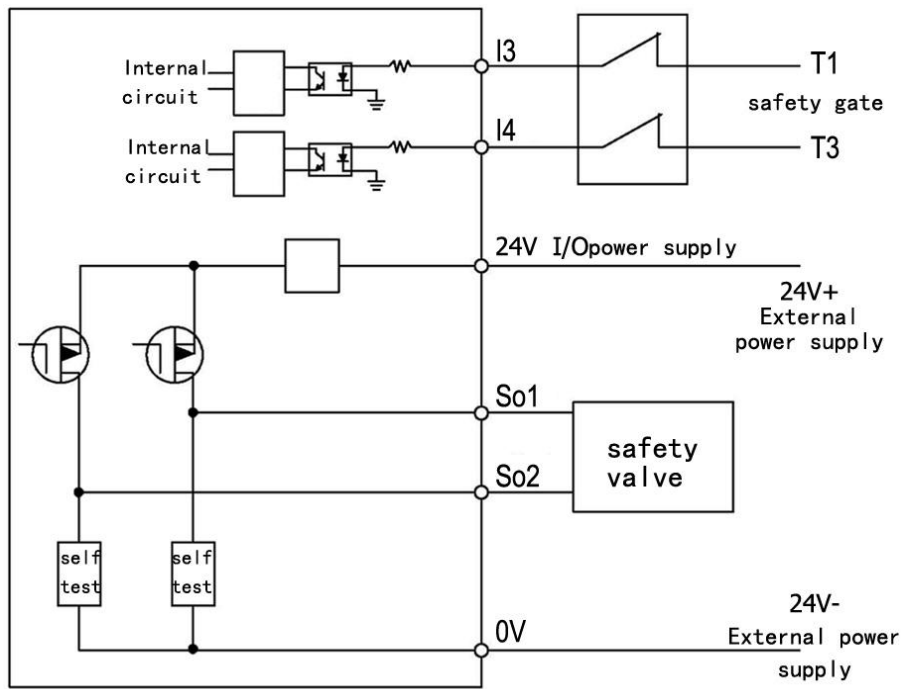 I3
T1
Internal
circuit
safety gate
I4
T3
Internal
circuit
24V I/Opower supply
24V+
External
power supply
So1
safety
valve
So2
self
test
self
test
24V-
0V
External power
supply